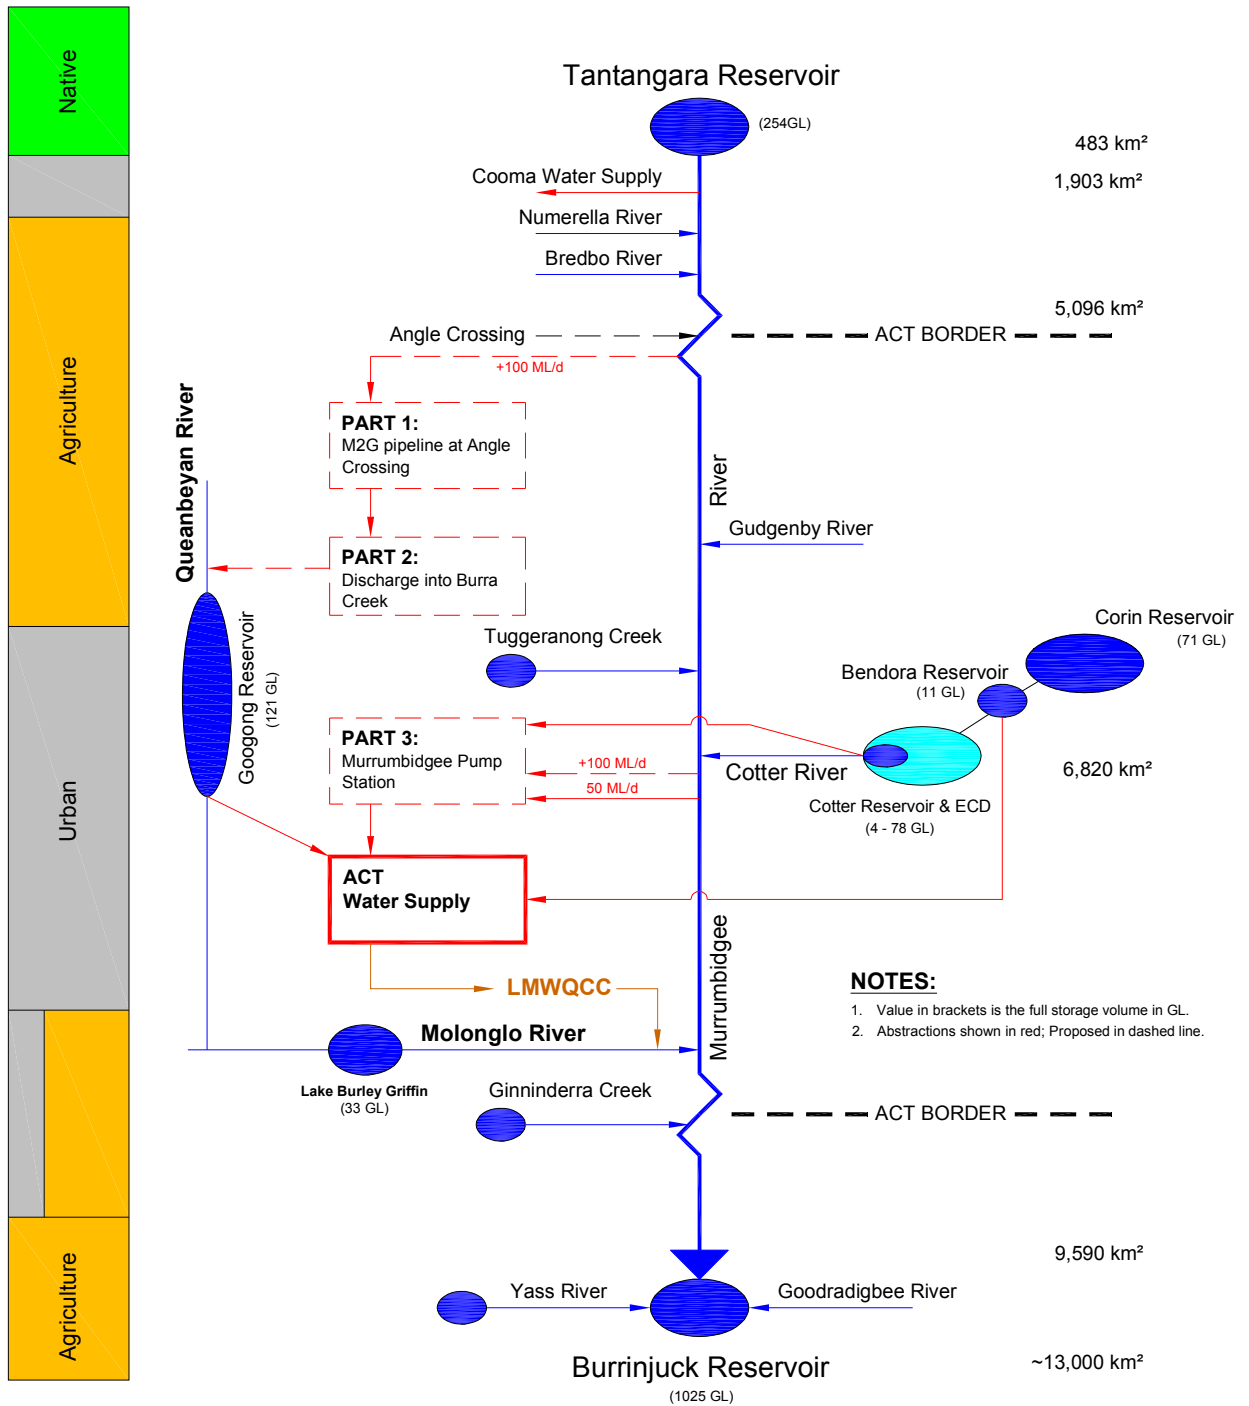 Native
Tantangara Reservoir
(254GL)
483 km²
Cooma Water Supply
1,903 km²
Numerella River
Bredbo River
5,096 km²
Angle Crossing
ACT BORDER
+100 ML/d
Agriculture
Queanbeyan River
PART 1:
M2G pipeline at Angle
Crossing
River
Gudgenby River
PART 2:
Discharge into Burra
Creek
Tuggeranong Creek
Corin Reservoir
(71 GL)
Bendora Reservoir
(11 GL)
Googong Reservoir
(121 GL)
PART 3:
Murrumbidgee Pump
Station
+100 ML/d
50 ML/d
Cotter River
6,820 km²
Cotter Reservoir & ECD
(4 - 78 GL)
Urban
ACT
Water Supply
Murrumbidgee
LMWQCC
NOTES:
1. Value in brackets is the full storage volume in GL.
2. Abstractions shown in red; Proposed in dashed line.
Molonglo River
Lake Burley Griffin
(33 GL)
Ginninderra Creek
ACT BORDER
9,590 km²
Agriculture
Yass River
Goodradigbee River
Burrinjuck Reservoir
(1025 GL)
~13,000 km²